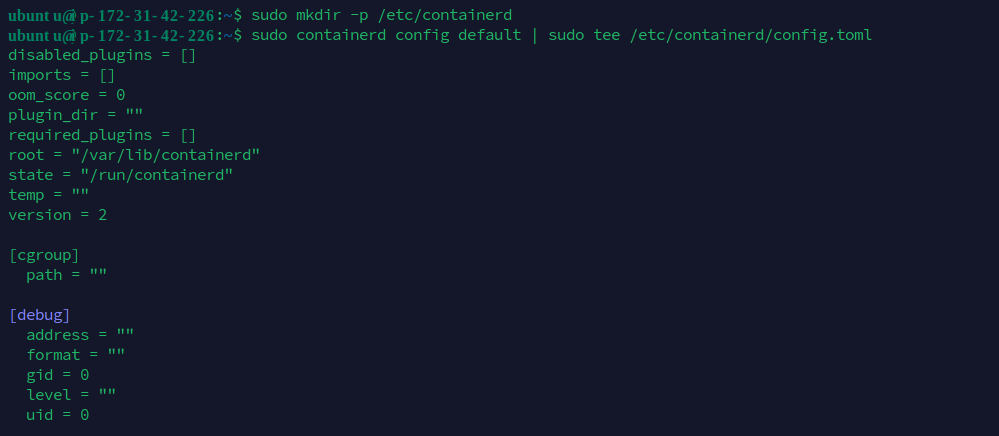 ubuntu@p-172-31-42-226:~$ sudo mkdir -p /etc/containerd
ubuntu@p-172-31-42-226:~$ sudo containerd config default | sudo tee /etc/containerd/config.toml
disabled_plugins = []
imports = []
oom_score = 0
plugin_dir = ""
required_plugins = []
root = "/var/lib/containerd"
state = "/run/containerd"
temp = ""
version = 2

[cgroup]
  path = ""

[debug]
  address = ""
  format = ""
  gid = 0
  level = ""
  uid = 0